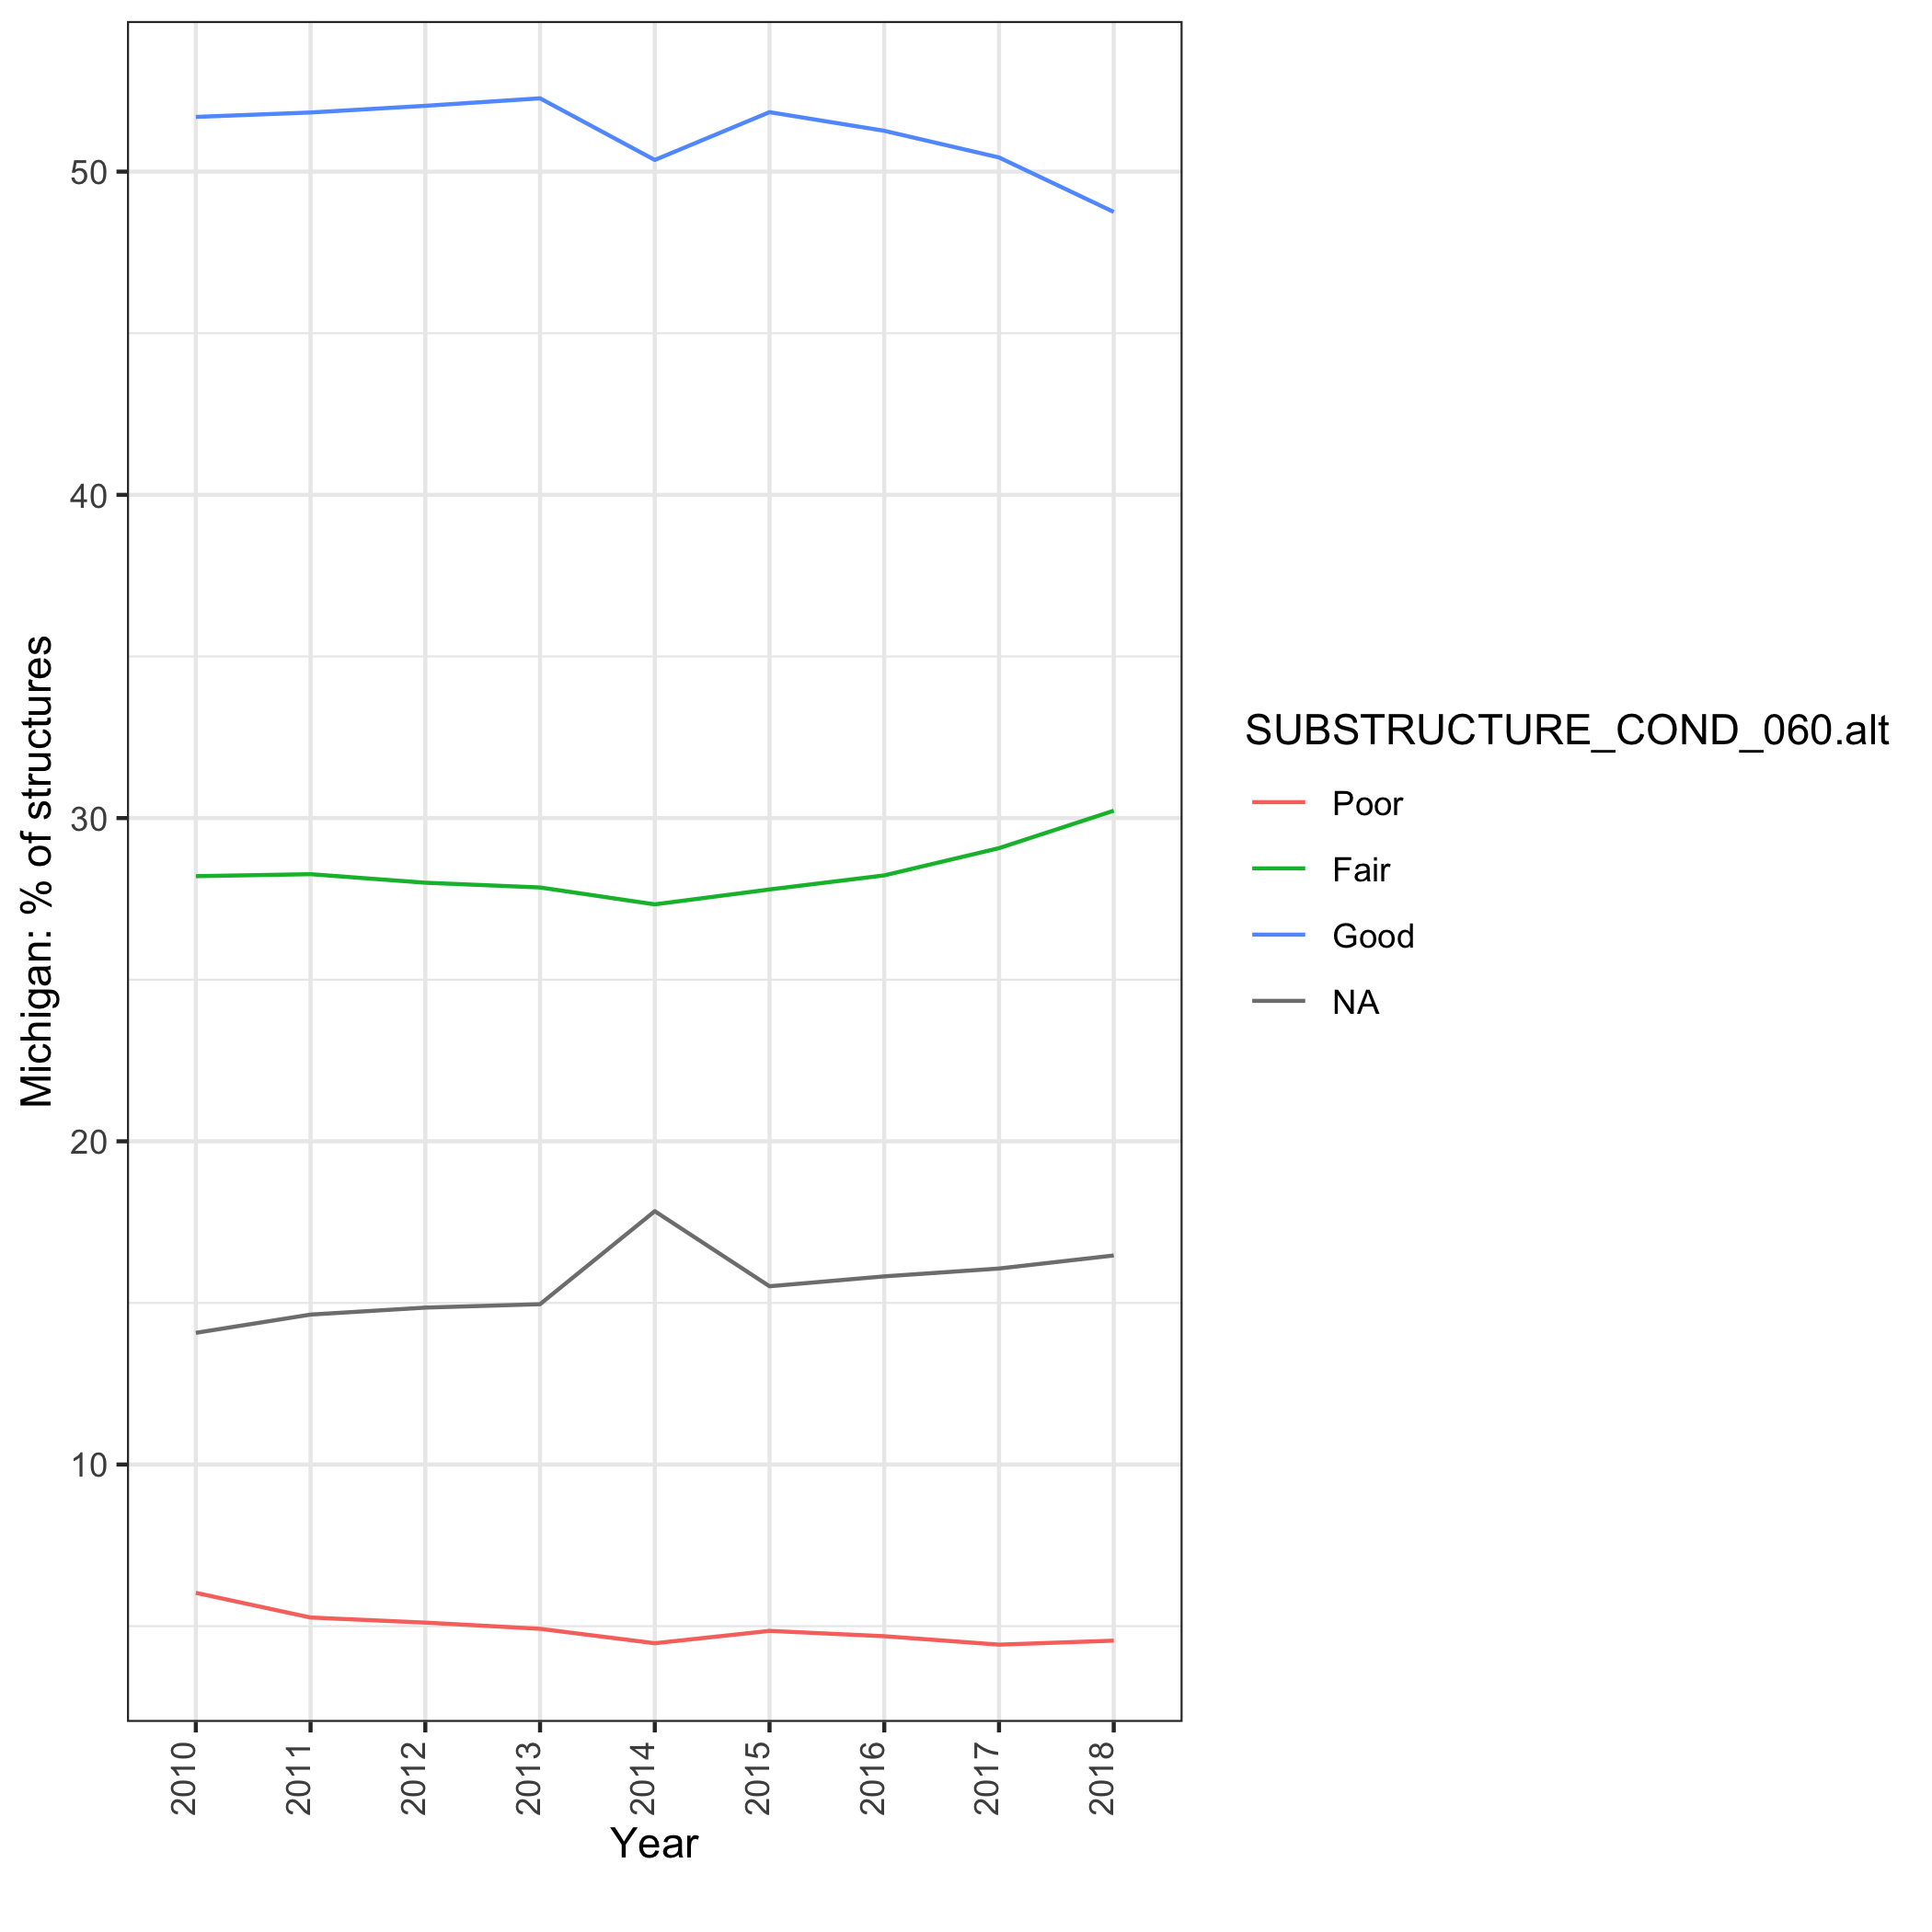 Michigan: % of structures
50
40
30
20
10
2010
2011
2012
2013
2014
2015
2016
2017
2018
Year
SUBSTRUCTURE_COND_060.alt
Poor
Fair
Good
NA